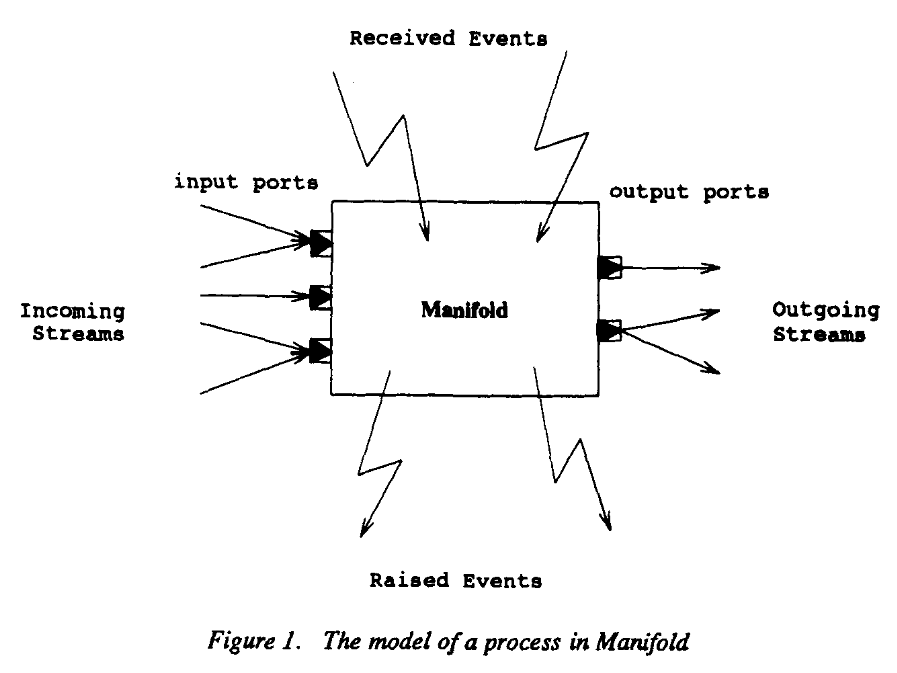 Received Events
input ports
output ports
Incoming
Streams
Manifold
Outgoing
Streams
Raised Events
Figure 1. The model of a process in Manifold